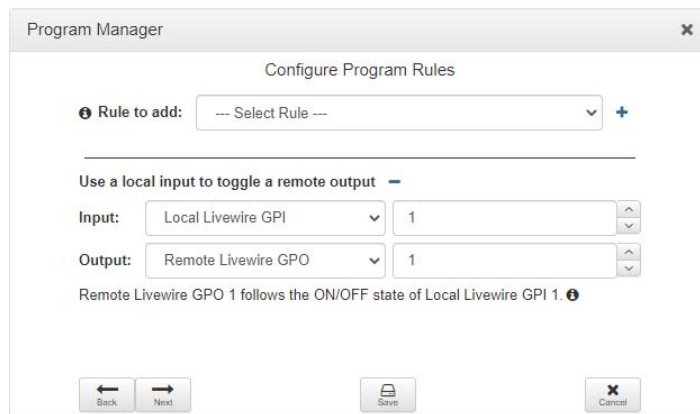 Program Manager
Configure Program Rules
Rule to add: --- Select Rule ---
Use a local input to toggle a remote output
Input: Local Livewire GPI 1
Output: Remote Livewire GPO 1
Remote Livewire GPO 1 follows the ON/OFF state of Local Livewire GPI 1.
Back Next Save Cancel